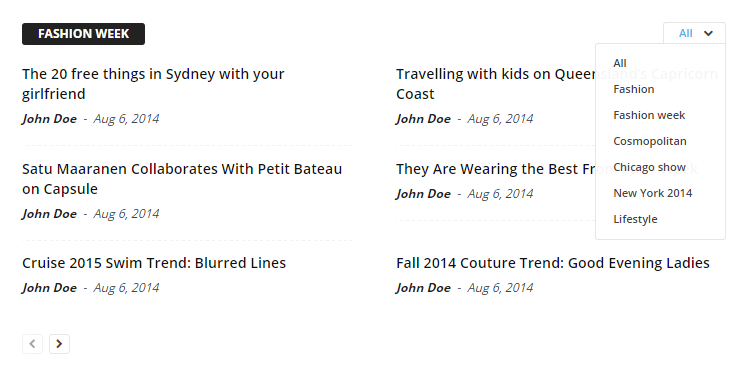 FASHION WEEK
All
The 20 free things in Sydney with your
girlfriend
John Doe - Aug 6, 2014
Travelling with kids on Queensland's Capricorn
Coast
John Doe - Aug 6, 2014
All
Fashion
Fashion week
Cosmopolitan
Chicago show
New York 2014
Lifestyle
Satu Maaranen Collaborates With Petit Bateau
on Capsule
John Doe - Aug 6, 2014
They Are Wearing the Best
John Doe - Aug 6, 2014
Cruise 2015 Swim Trend: Blurred Lines
John Doe - Aug 6, 2014
Fall 2014 Couture Trend: Good Evening Ladies
John Doe - Aug 6, 2014